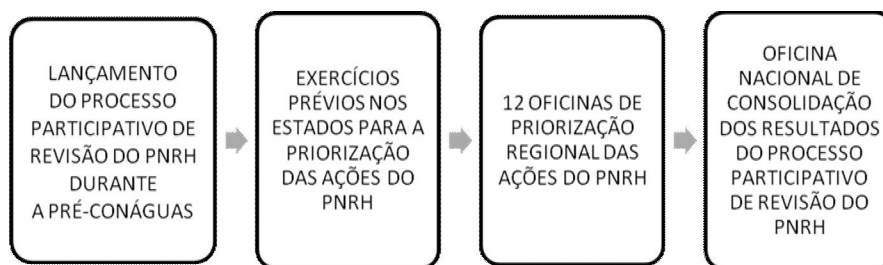 LANÇAMENTO
DO PROCESSO
PARTICIPATIVO DE
REVISÃO DO PNRH
DURANTE
A PRÉ-CONÁGUAS
EXERCÍCIOS
PRÉVIOS NOS
ESTADOS PARA A
PRIORIZAÇÃO
DAS AÇÕES DO
PNRH
12 OFICINAS DE
PRIORIZAÇÃO
REGIONAL DAS
AÇÕES DO PNRH
OFICINA
NACIONAL DE
CONSOLIDAÇÃO
DOS RESULTADOS
DO PROCESSO
PARTICIPATIVO
DE REVISÃO DO
PNRH